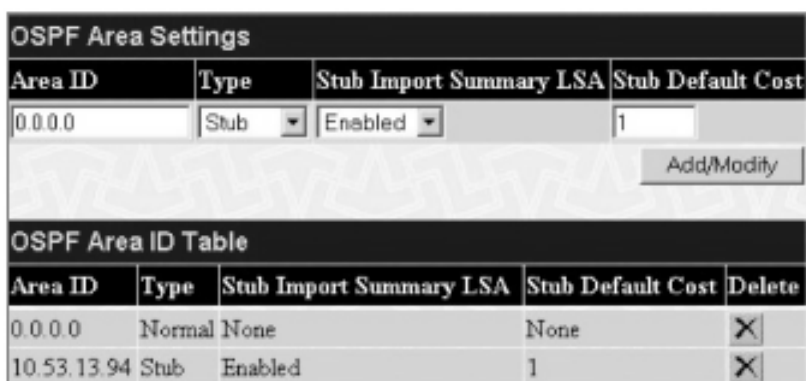 OSPF Area Settings
Area ID Type Stub Import Summary LSA Stub Default Cost
0.0.0.0 Stub Enabled 1
Add/Modify
OSPF Area ID Table
Area ID Type Stub Import Summary LSA Stub Default Cost Delete
0.0.0.0 Normal None None
10.53.13.94 Stub Enabled 1